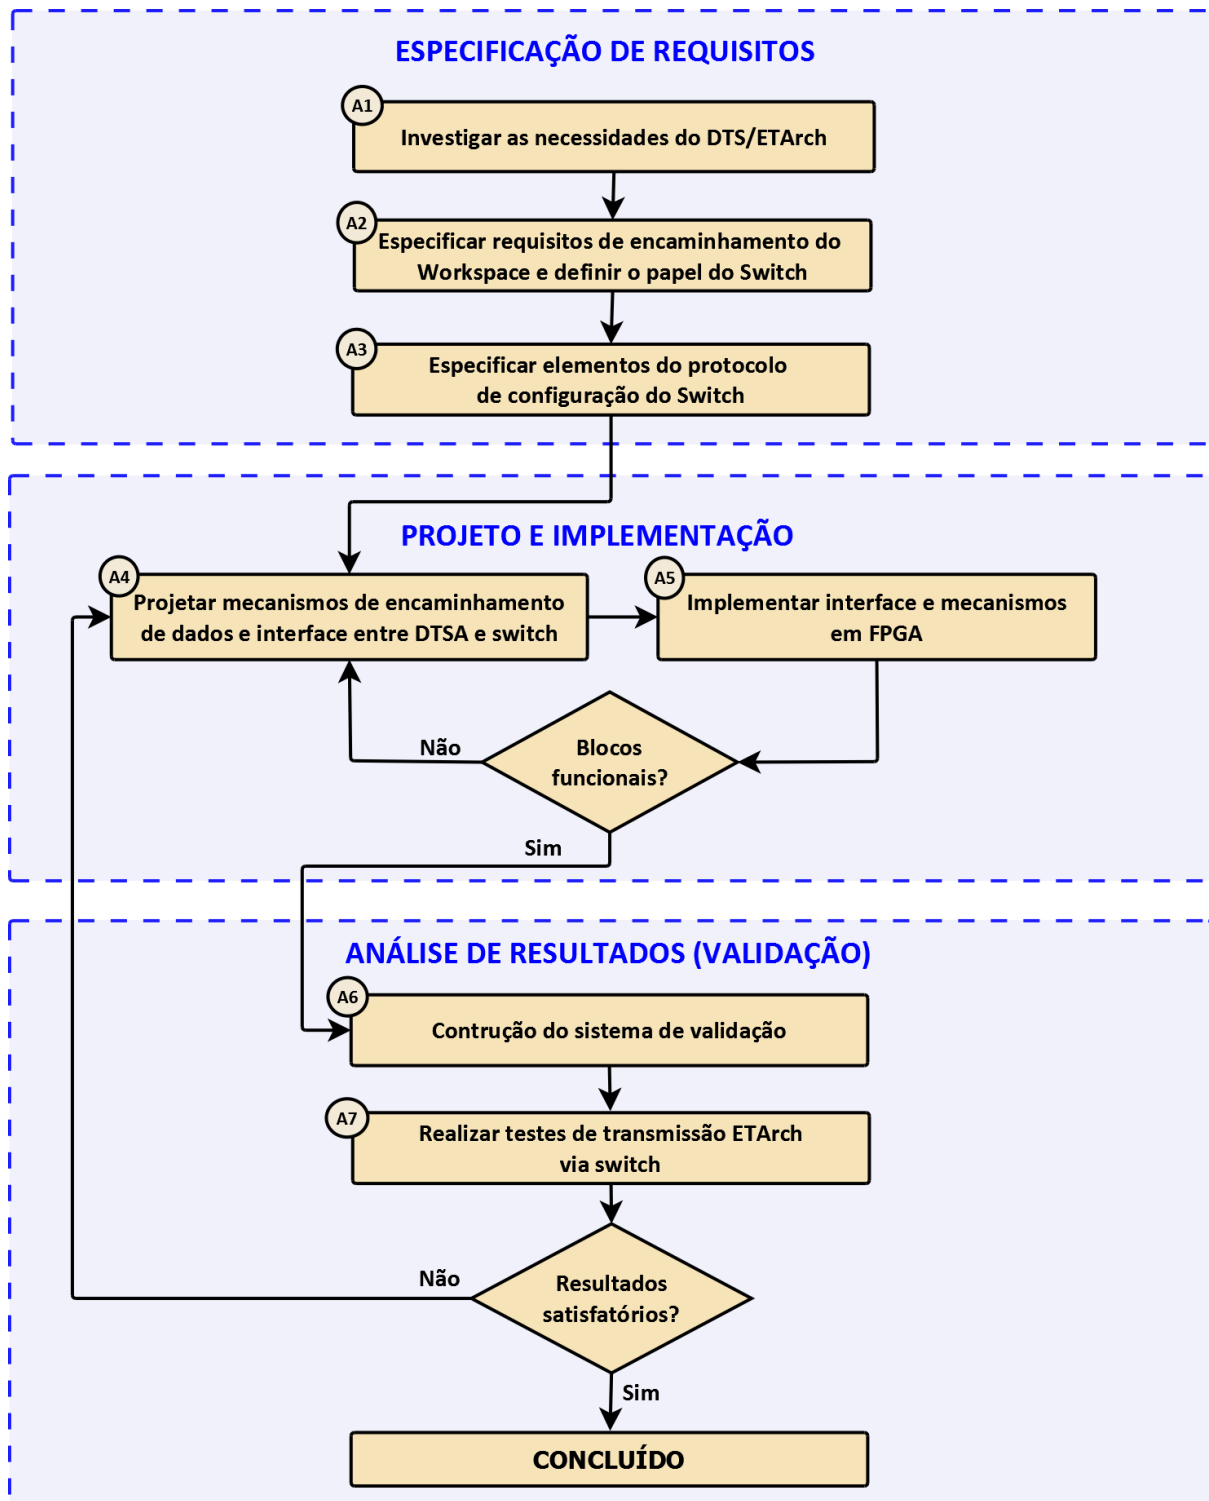 ESPECIFICAÇÃO DE REQUISITOS
A1
Investigar as necessidades do DTS/ETArch
A2
Especificar requisitos de encaminhamento do
Workspace e definir o papel do Switch
A3
Especificar elementos do protocolo
de configuração do Switch
PROJETO E IMPLEMENTAÇÃO
A4
Projetar mecanismos de encaminhamento
de dados e interface entre DTSA e switch
A5
Implementar interface e mecanismos
em FPGA
Não
Blocos
funcionais?
Sim
ANÁLISE DE RESULTADOS (VALIDAÇÃO)
A6
Contrução do sistema de validação
A7
Realizar testes de transmissão ETArch
via switch
Não
Resultados
satisfatórios?
Sim
CONCLUÍDO